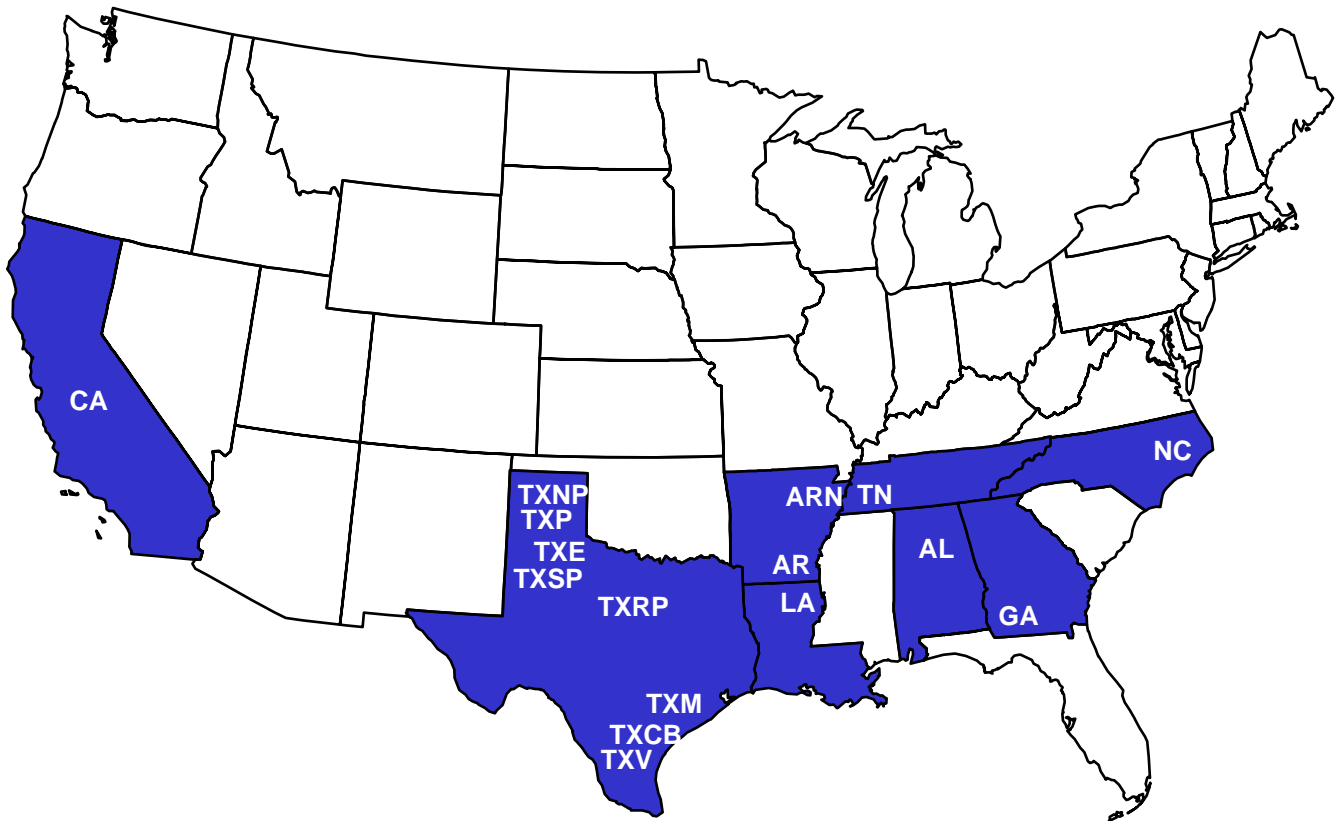 CA
NC
TXNP
ARN
TN
TXP
TXE
AL
AR
TXSP
LA
TXRP
GA
TXM
TXCB
TXV